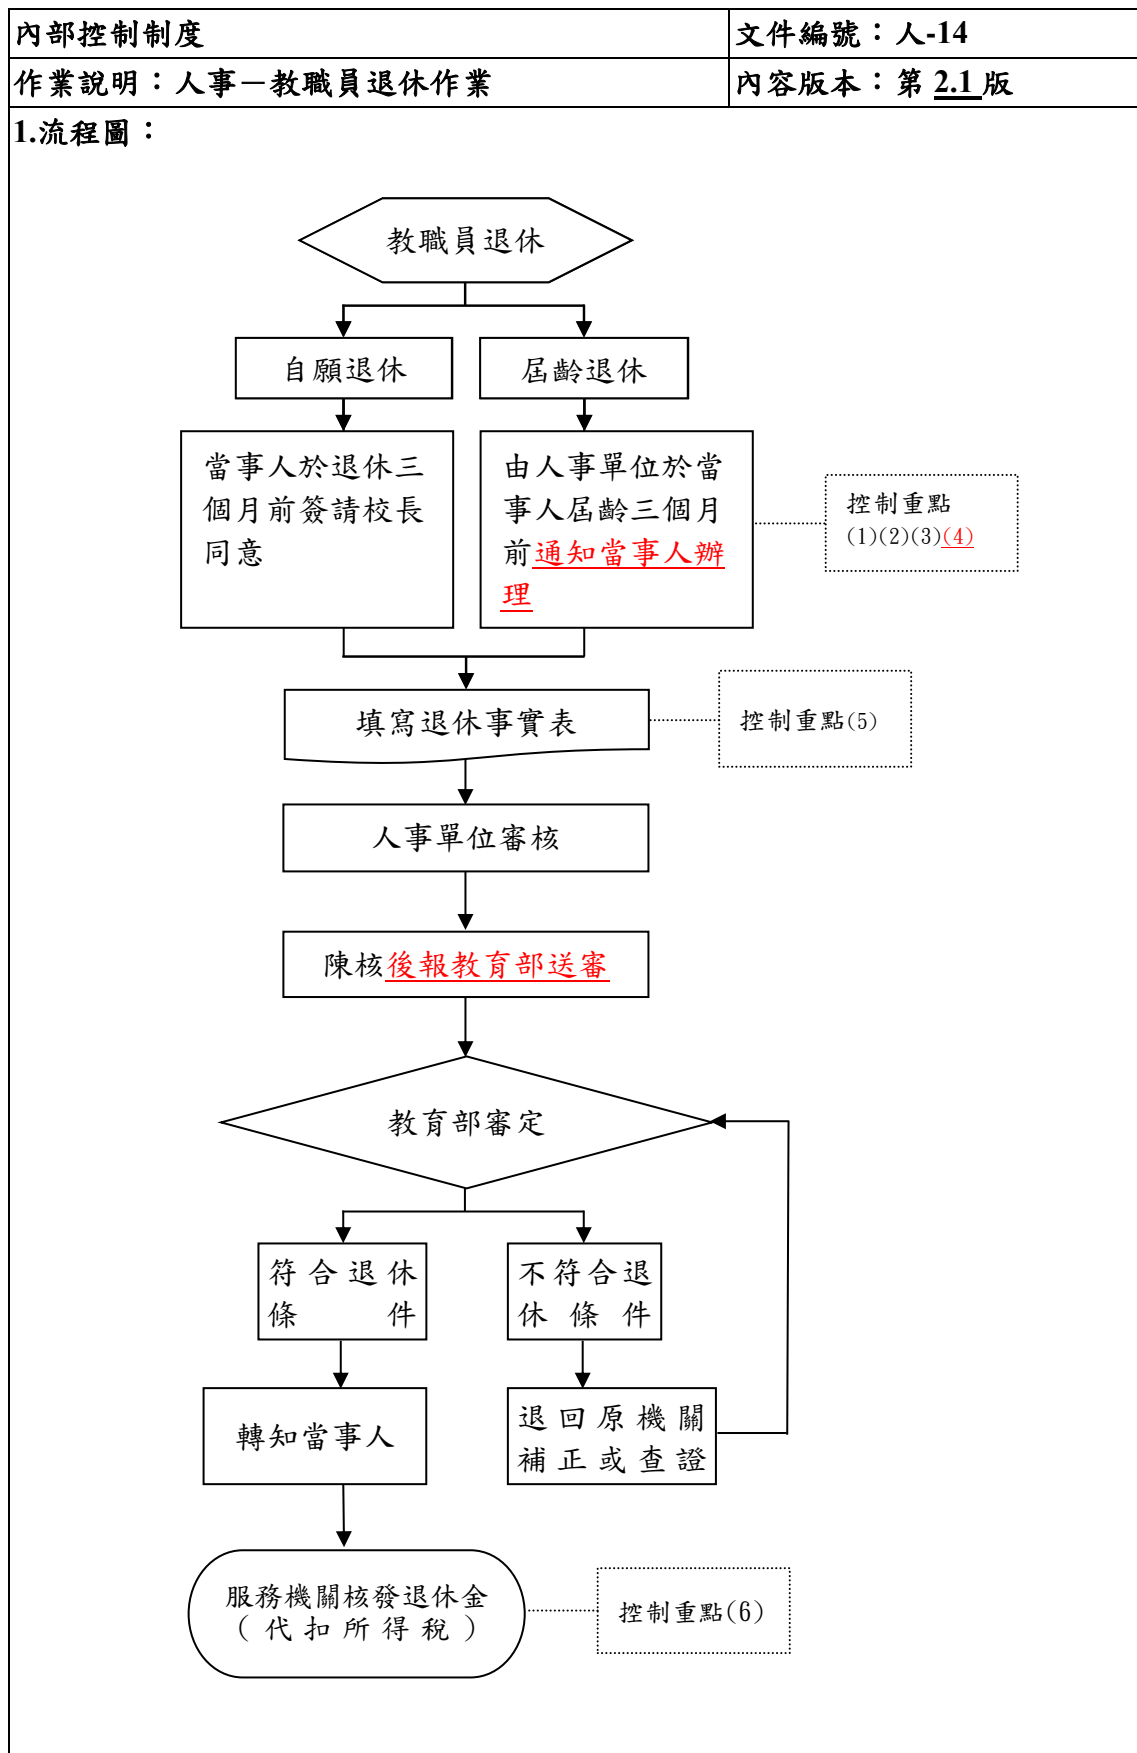 內部控制制度
文件編號：人-14
作業說明：人事－教職員退休作業
內容版本：第 2.1 版
1.流程圖：
教職員退休
自願退休
屆齡退休
當事人於退休三
個月前簽請校長
同意
由人事單位於當
事人屆齡三個月
前通知當事人辦
理
控制重點
(1)(2)(3)(4)
填寫退休事實表
控制重點(5)
人事單位審核
陳核後報教育部送審
教育部審定
符合退休
條件
不符合退
休條件
轉知當事人
退回原機關
補正或查證
服務機關核發退休金
(代扣所得稅)
控制重點(6)